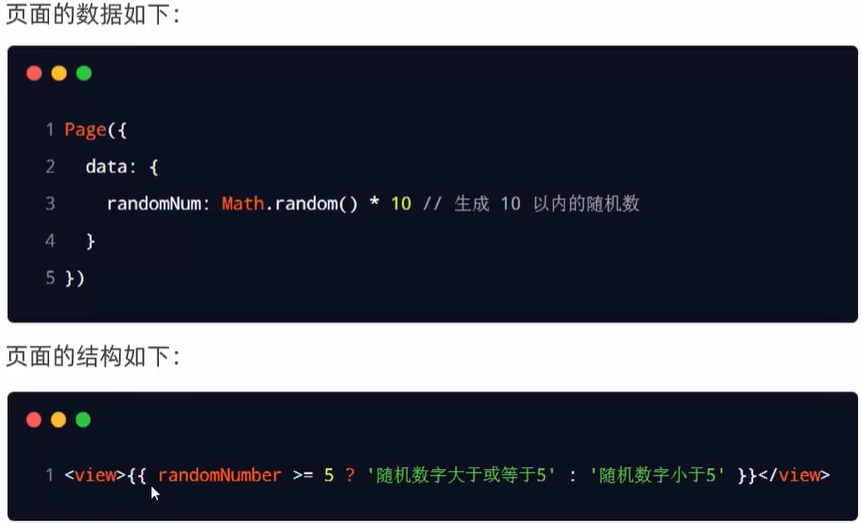 页面的数据如下：
1 Page({
2   data: {
3     randomNum: Math.random() * 10 // 生成 10 以内的随机数
4   }
5 })
页面的结构如下：
1 <view>{{ randomNumber >= 5 ? '随机数字大于或等于5' : '随机数字小于5' }}</view>